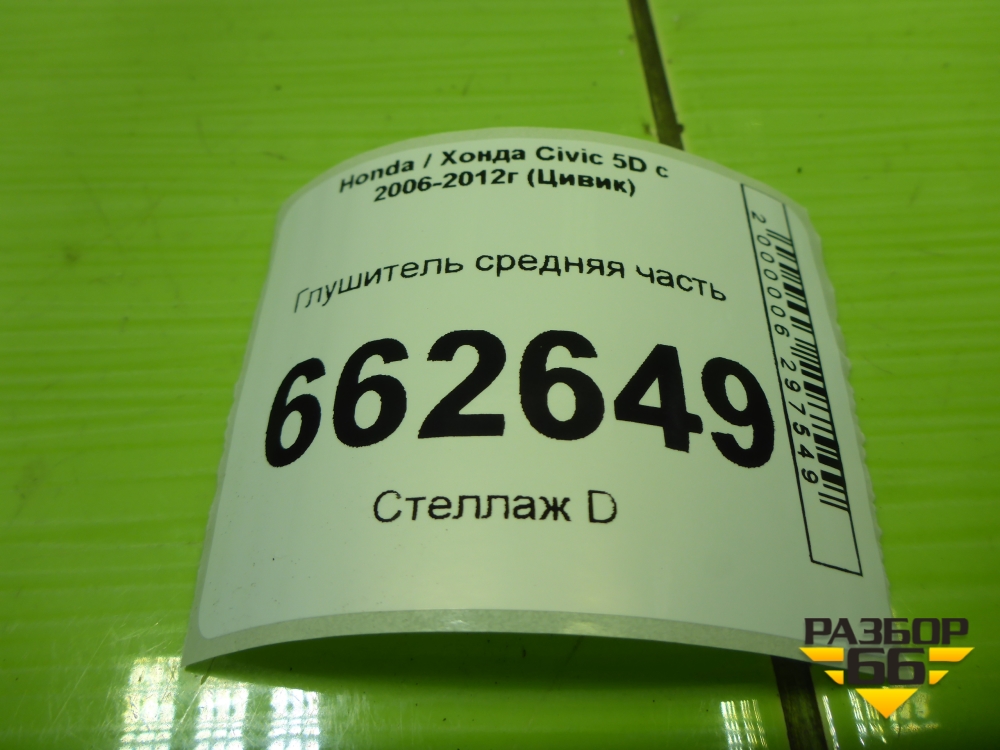 Honda / Хонда Civic 5D с
2006-2012г (Цивик)
Глушитель средняя часть
662649
Стеллаж D
2000006297549
РАЗБОР
66